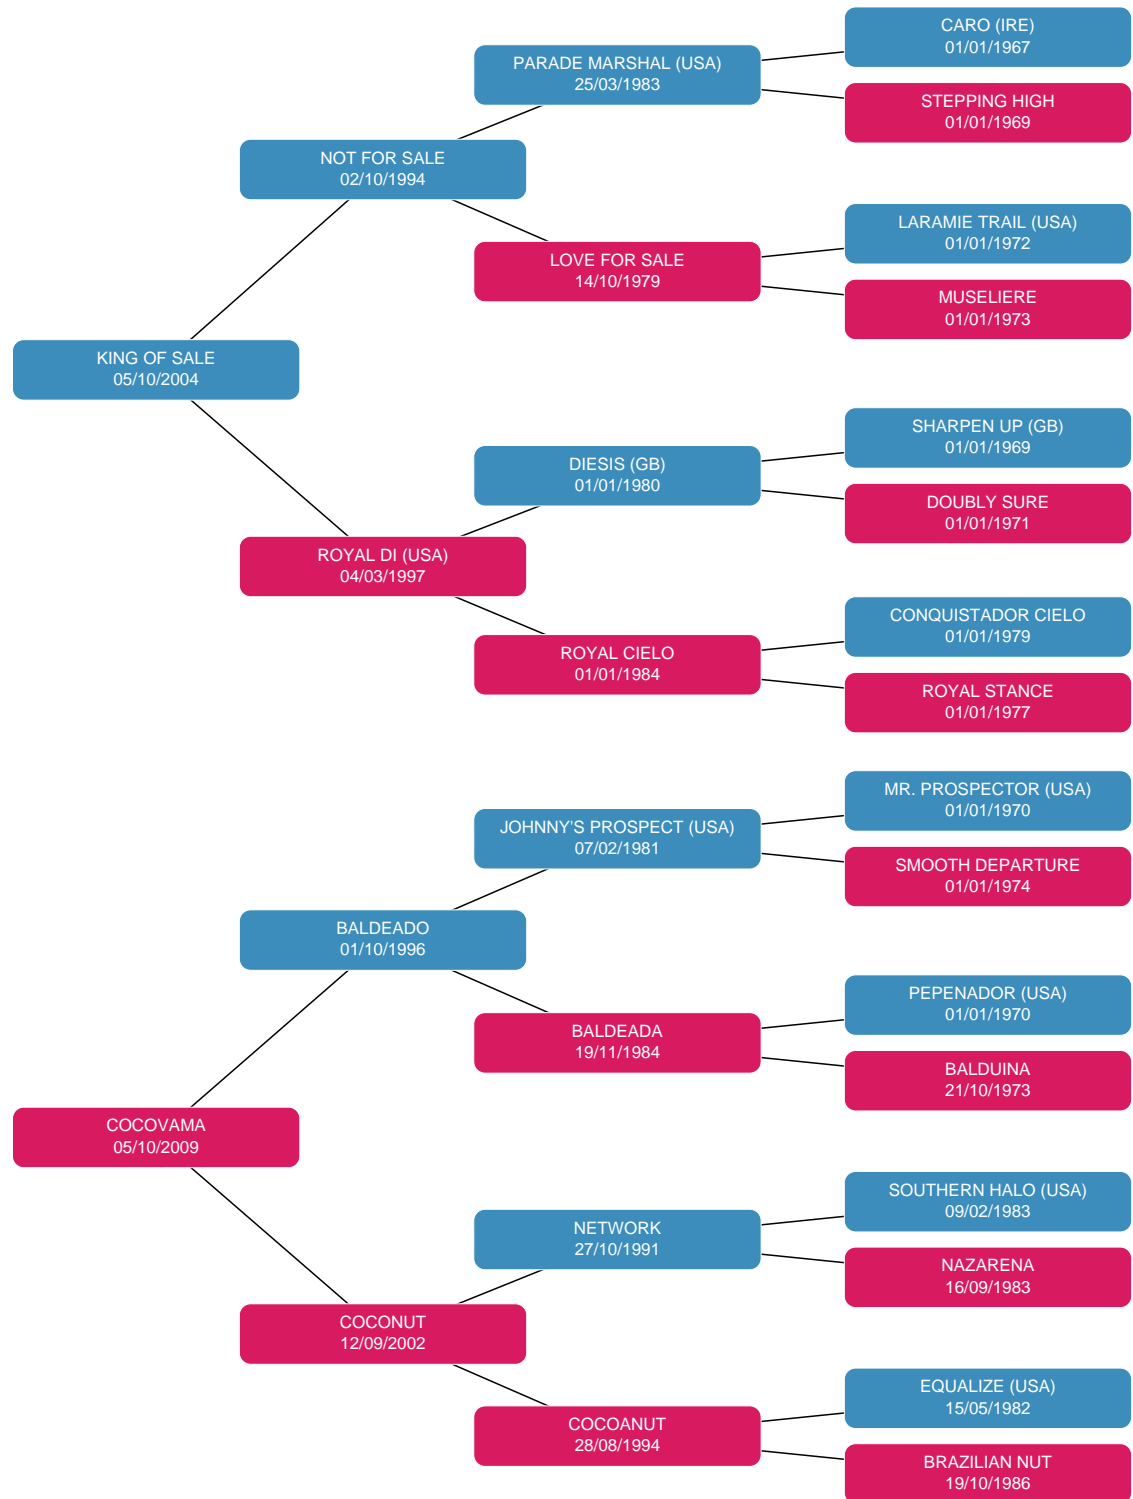 CARO (IRE)
01/01/1967
PARADE MARSHAL (USA)
25/03/1983
STEPPING HIGH
01/01/1969
NOT FOR SALE
02/10/1994
LARAMIE TRAIL (USA)
01/01/1972
LOVE FOR SALE
14/10/1979
MUSELIERE
01/01/1973
KING OF SALE
05/10/2004
SHARPEN UP (GB)
01/01/1969
DIESIS (GB)
01/01/1980
DOUBLY SURE
01/01/1971
ROYAL DI (USA)
04/03/1997
CONQUISTADOR CIELO
01/01/1979
ROYAL CIELO
01/01/1984
ROYAL STANCE
01/01/1977
MR. PROSPECTOR (USA)
01/01/1970
JOHNNY'S PROSPECT (USA)
07/02/1981
SMOOTH DEPARTURE
01/01/1974
BALDEADO
01/10/1996
PEPENADOR (USA)
01/01/1970
BALDEADA
19/11/1984
BALDUINA
21/10/1973
COCOVAMA
05/10/2009
SOUTHERN HALO (USA)
09/02/1983
NETWORK
27/10/1991
NAZARENA
16/09/1983
COCONUT
12/09/2002
EQUALIZE (USA)
15/05/1982
COCOANUT
28/08/1994
BRAZILIAN NUT
19/10/1986